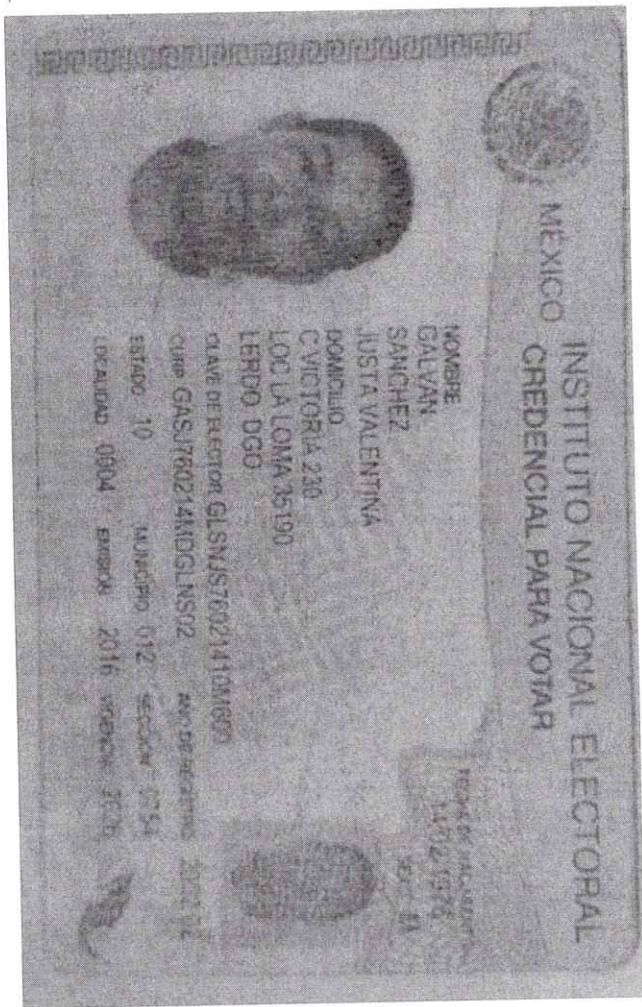 MÉXICO INSTITUTO NACIONAL ELECTORAL
CREDENCIAL PARA VOTAR
NOMBRE
GALVAN
SANCHEZ
JUSTA VALENTINA
FECHA DE NACIMIENTO
14/02/1976
SEXO M
DOMICILIO
C VICTORIA 230
LOC LA LOMA 35190
LERDO, DGO.
CLAVE DE ELECTOR GLSNJS76021410M600
CURP GASJ760214MDGLNS02 AÑO DE REGISTRO
ESTADO 10 MUNICIPIO 012 SECCIÓN
LOCALIDAD 0904 EMISIÓN 2016 VIGENCIA 2026